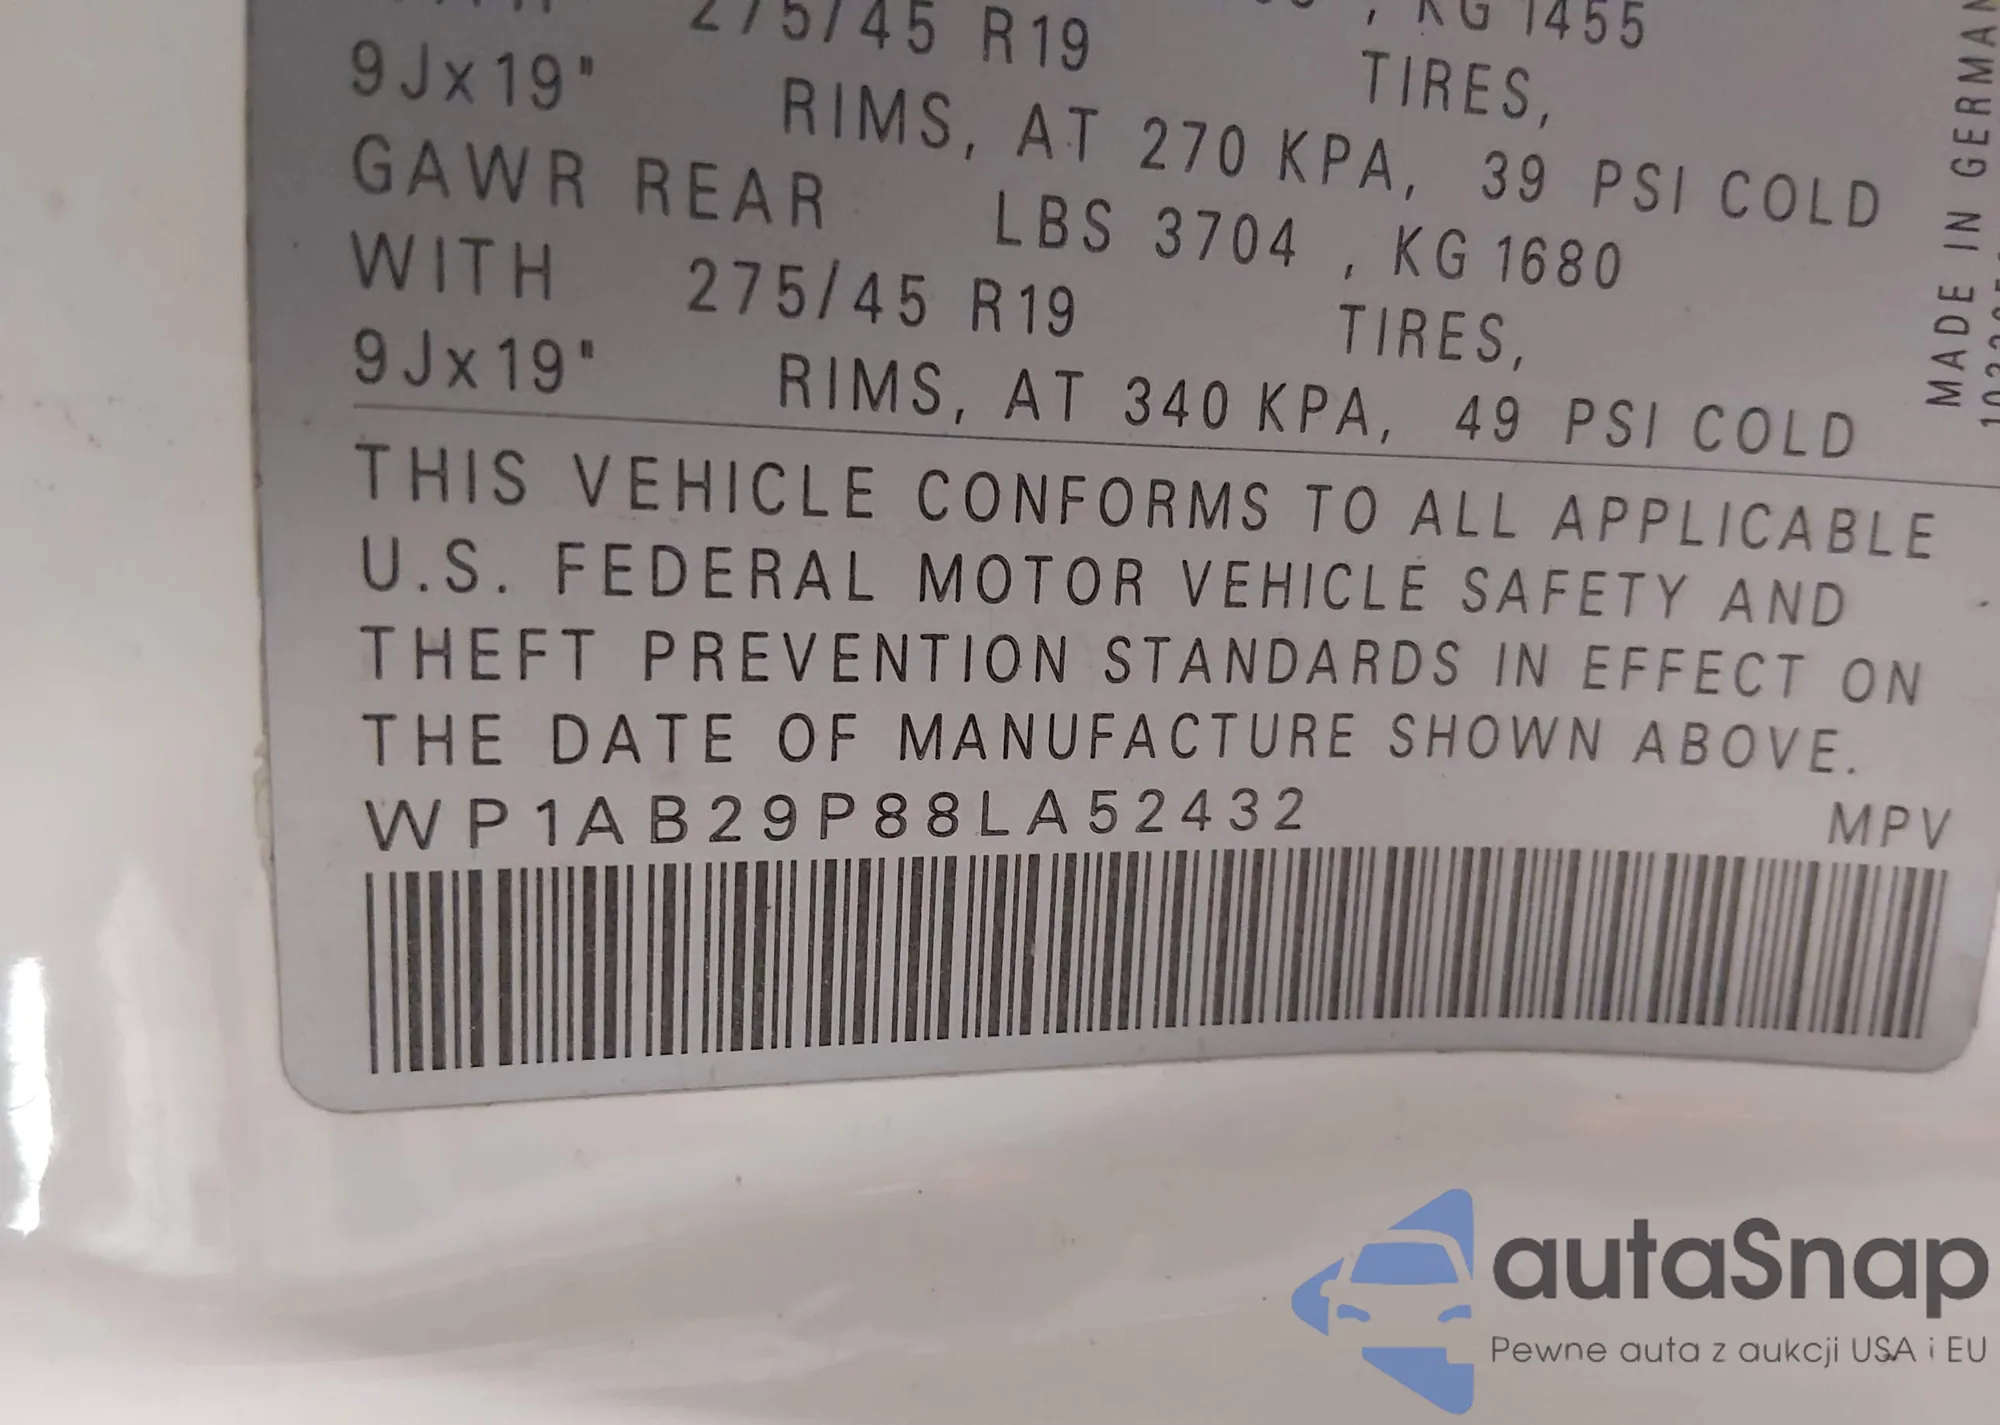 275/45 R19 , KG 1455
9Jx19" TIRES,
RIMS, AT 270 KPA, 39 PSI COLD
GAWR REAR LBS 3704 , KG 1680
WITH 275/45 R19 TIRES,
9Jx19" RIMS, AT 340 KPA, 49 PSI COLD
THIS VEHICLE CONFORMS TO ALL APPLICABLE
U.S. FEDERAL MOTOR VEHICLE SAFETY AND
THEFT PREVENTION STANDARDS IN EFFECT ON
THE DATE OF MANUFACTURE SHOWN ABOVE.
WP1AB29P88LA52432 MPV
MADE IN GERMAN
autaSnap
Pewne auta z aukcji USA i EU